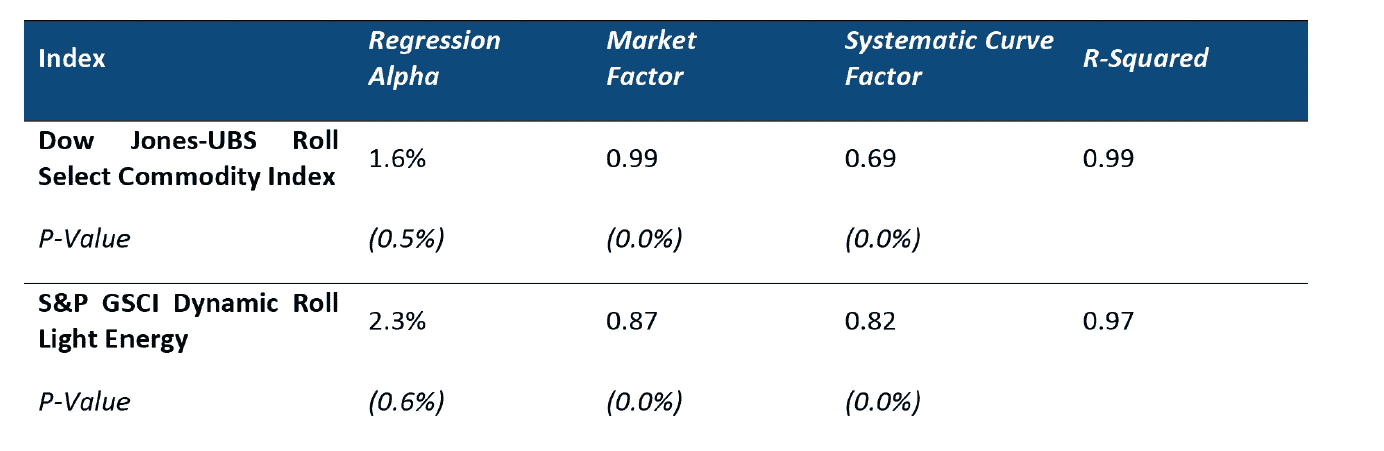 Index Regression Alpha Market Factor Systematic Curve Factor R-Squared
Dow Jones-UBS Roll Select Commodity Index 1.6% 0.99 0.69 0.99
P-Value (0.5%) (0.0%) (0.0%)
S&P GSCI Dynamic Roll Light Energy 2.3% 0.87 0.82 0.97
P-Value (0.6%) (0.0%) (0.0%)